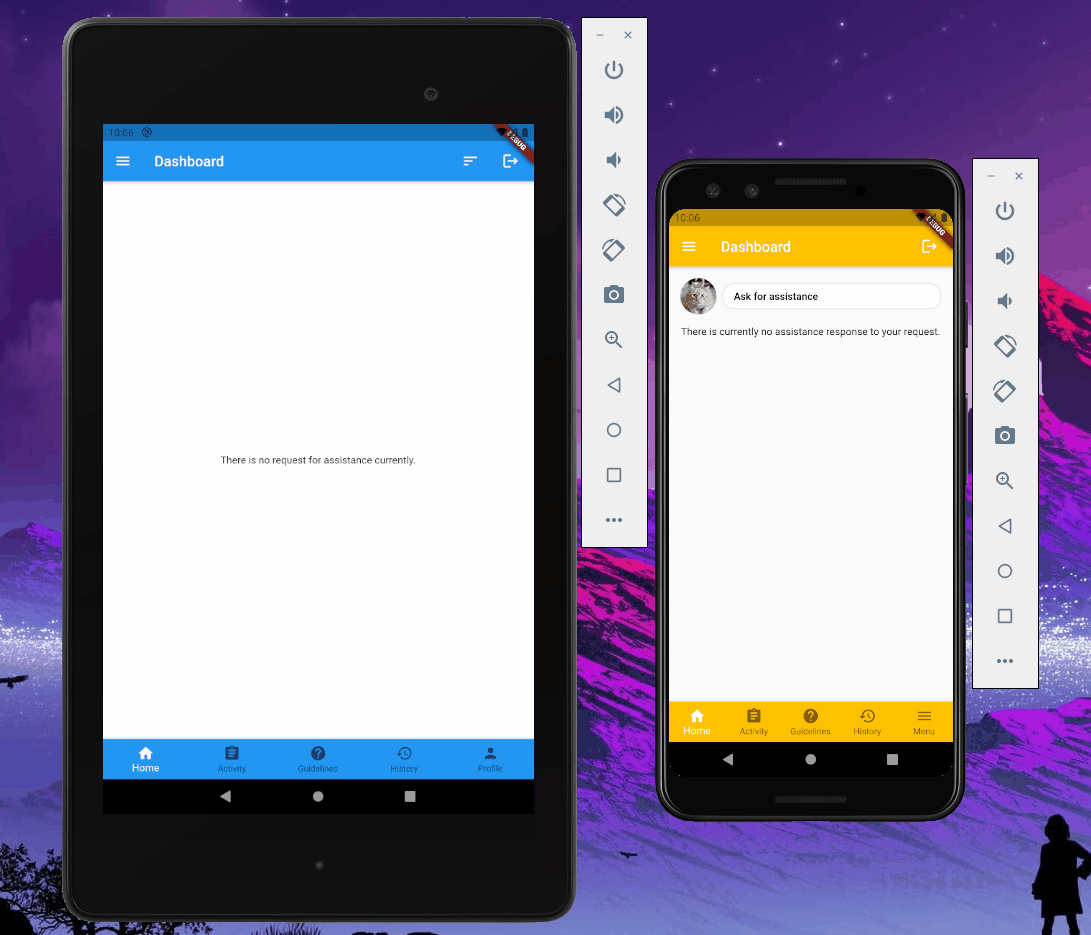 10:06
DEBUG
Dashboard
There is no request for assistance currently.
Home
Activity
Guidelines
History
Profile
10:06
DEBUG
Dashboard
Ask for assistance
There is currently no assistance response to your request.
Home
Activity
Guidelines
History
Menu